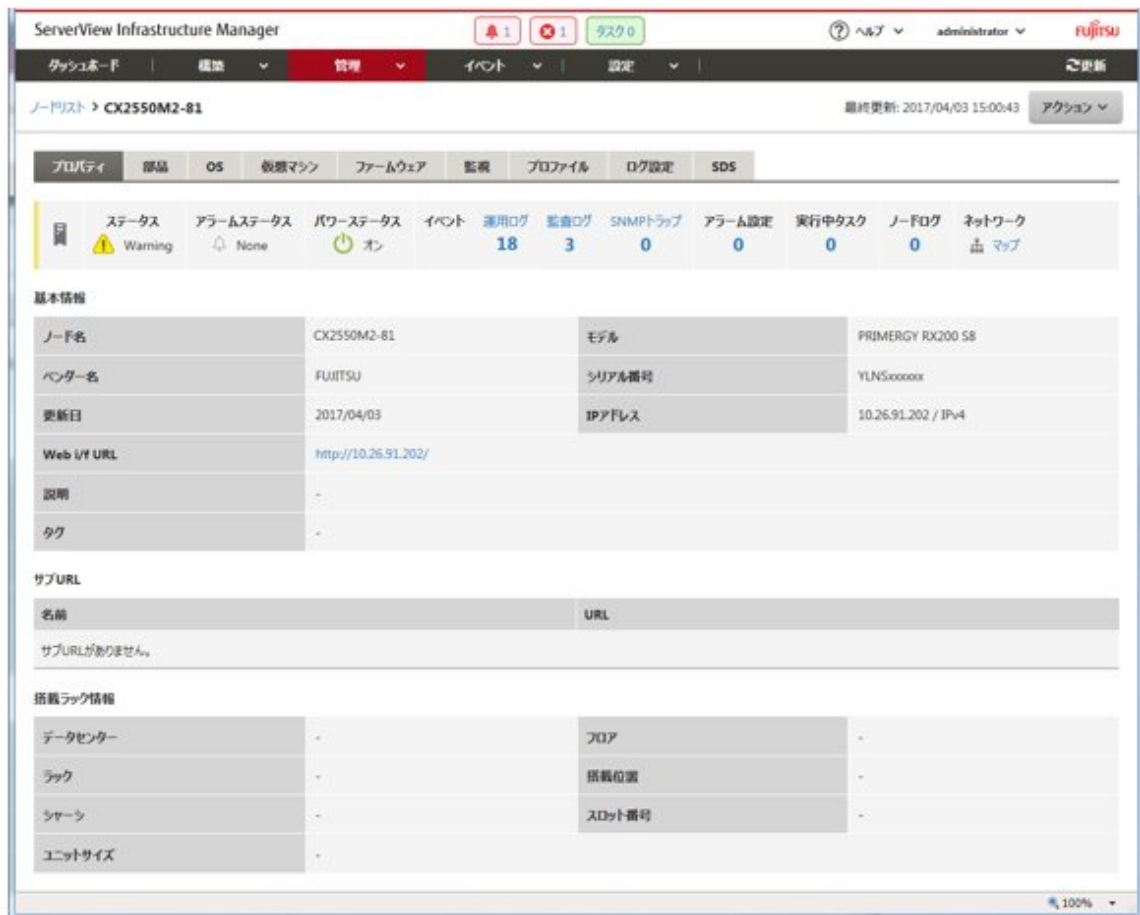 ServerView Infrastructure Manager 1 1 タスク 0 ヘルプ administrator FUJITSU
ダッシュボード 構築 管理 イベント 設定 更新
ノードリスト > CX2550M2-81 最終更新: 2017/04/03 15:00:43 アクション
プロパティ 部品 OS 仮想マシン ファームウェア 監視 プロファイル ログ設定 SDS
ステータス アラームステータス パワーステータス イベント 運用ログ 監査ログ SNMPトラップ アラーム設定 実行中タスク ノードログ ネットワーク
Warning None オン 18 3 0 0 0 0 マップ
基本情報
ノード名 CX2550M2-81 モデル PRIMERGY RX200 S8
ベンダー名 FUJITSU シリアル番号 YLNSxxxxxx
更新日 2017/04/03 IPアドレス 10.26.91.202 / IPv4
Web i/f URL http://10.26.91.202/
説明 -
タグ -
サブURL
名前 URL
サブURLがありません。
搭載ラック情報
データセンター - フロア -
ラック - 搭載位置 -
シャーシ - スロット番号 -
ユニットサイズ -
100%